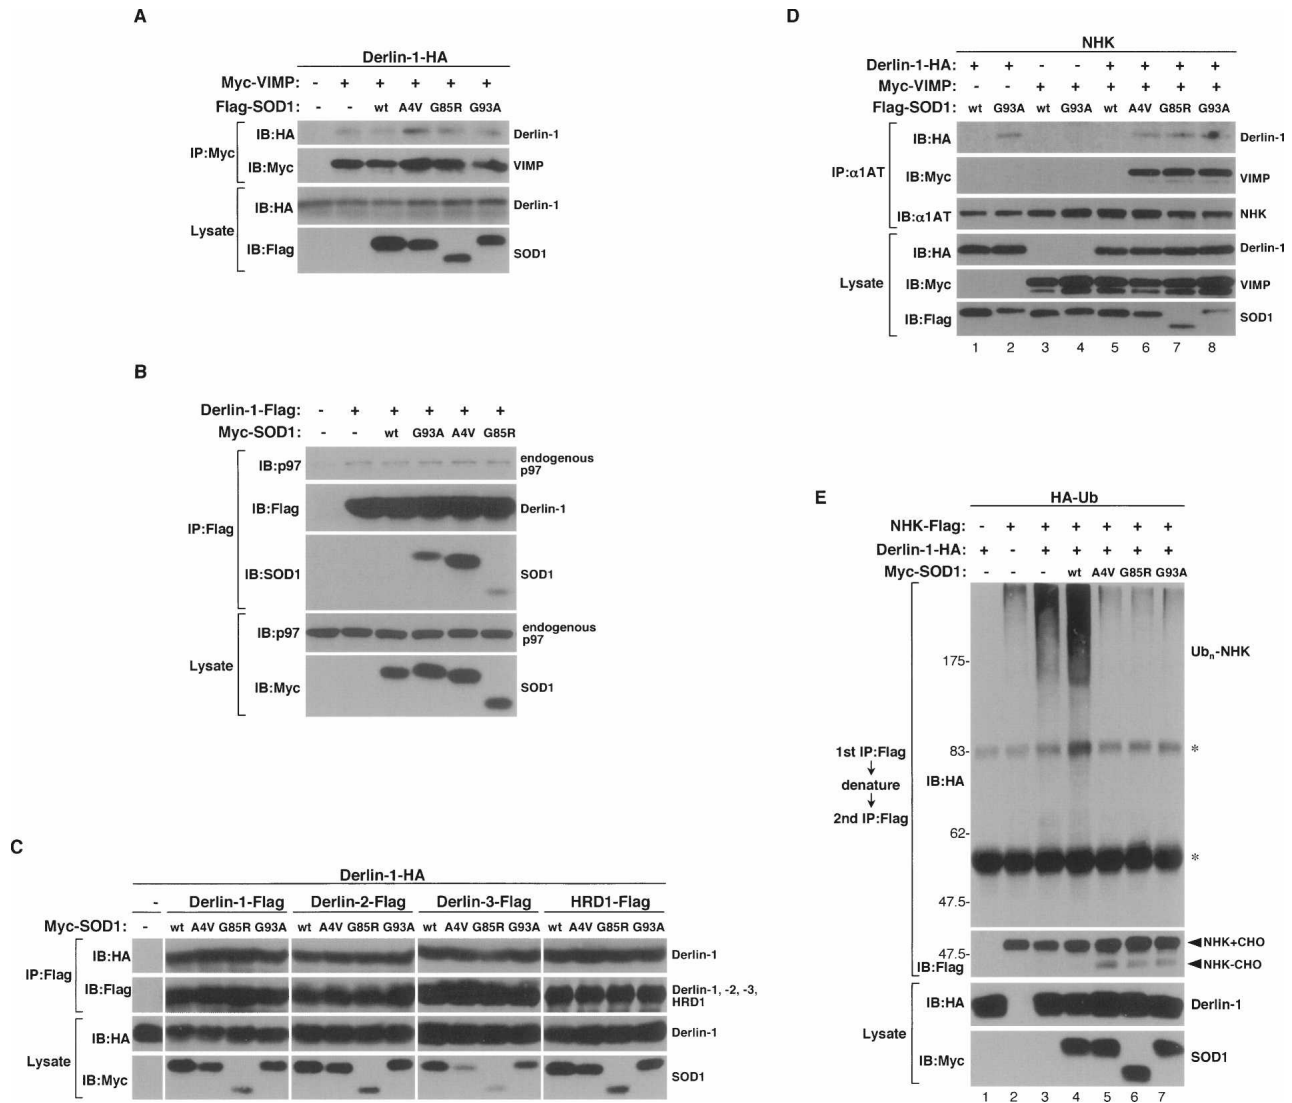 A
Derlin-1-HA
Myc-VIMP: - + + + + +
Flag-SOD1: - - wt A4V G85R G93A
IP:Myc
IB:HA Derlin-1
IB:Myc VIMP
Lysate
IB:HA Derlin-1
IB:Flag SOD1
B
Derlin-1-Flag: - + + + + +
Myc-SOD1: - - wt G93A A4V G85R
IP:Flag
IB:p97 endogenous p97
IB:Flag Derlin-1
IB:SOD1 SOD1
Lysate
IB:p97 endogenous p97
IB:Myc SOD1
C
Derlin-1-HA
- Derlin-1-Flag Derlin-2-Flag Derlin-3-Flag HRD1-Flag
Myc-SOD1: - wt A4V G85R G93A wt A4V G85R G93A wt A4V G85R G93A wt A4V G85R G93A
IP:Flag
IB:HA Derlin-1
IB:Flag Derlin-1, -2, -3, HRD1
Lysate
IB:HA Derlin-1
IB:Myc SOD1
D
NHK
Derlin-1-HA: + + - - + + + +
Myc-VIMP: - - + + + + + +
Flag-SOD1: wt G93A wt G93A wt A4V G85R G93A
IP:α1AT
IB:HA Derlin-1
IB:Myc VIMP
IB:α1AT NHK
Lysate
IB:HA Derlin-1
IB:Myc VIMP
IB:Flag SOD1
1 2 3 4 5 6 7 8
E
HA-Ub
NHK-Flag: - + + + + + +
Derlin-1-HA: + - + + + + +
Myc-SOD1: - - - wt A4V G85R G93A
175- Ubn-NHK
1st IP:Flag
↓
denature
↓
2nd IP:Flag
83- *
IB:HA
62-
*
47.5-
NHK+CHO
47.5-
IB:Flag NHK-CHO
Lysate
IB:HA Derlin-1
IB:Myc SOD1
1 2 3 4 5 6 7